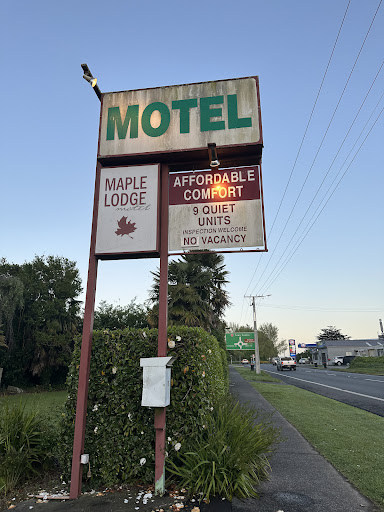 MOTEL
MAPLE
LODGE
motel
AFFORDABLE
COMFORT
9 QUIET
UNITS
INSPECTION WELCOME
NO VACANCY